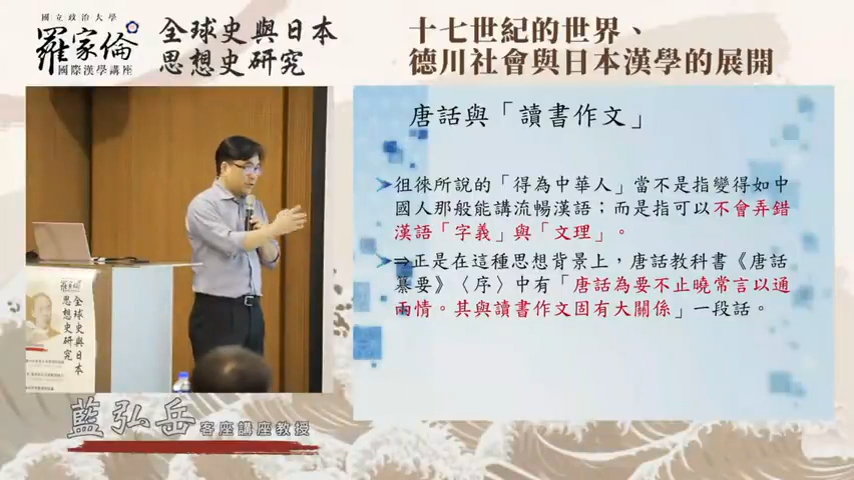 國立政治大學
羅家倫
國際漢學講座
全球史與日本
思想史研究
十七世紀的世界、
德川社會與日本漢學的展開
唐話與「讀書作文」
徂徠所說的「得為中華人」當不是指變得如中
國人那般能講流暢漢語；而是指可以不會弄錯
漢語「字義」與「文理」。
⇒正是在這種思想背景上，唐話教科書《唐話
纂要》〈序〉中有「唐話為要不止曉常言以通
兩情。其與讀書作文固有大關係」一段話。
羅家倫
全球史與日本
思想史研究
藍弘岳 客座講座教授